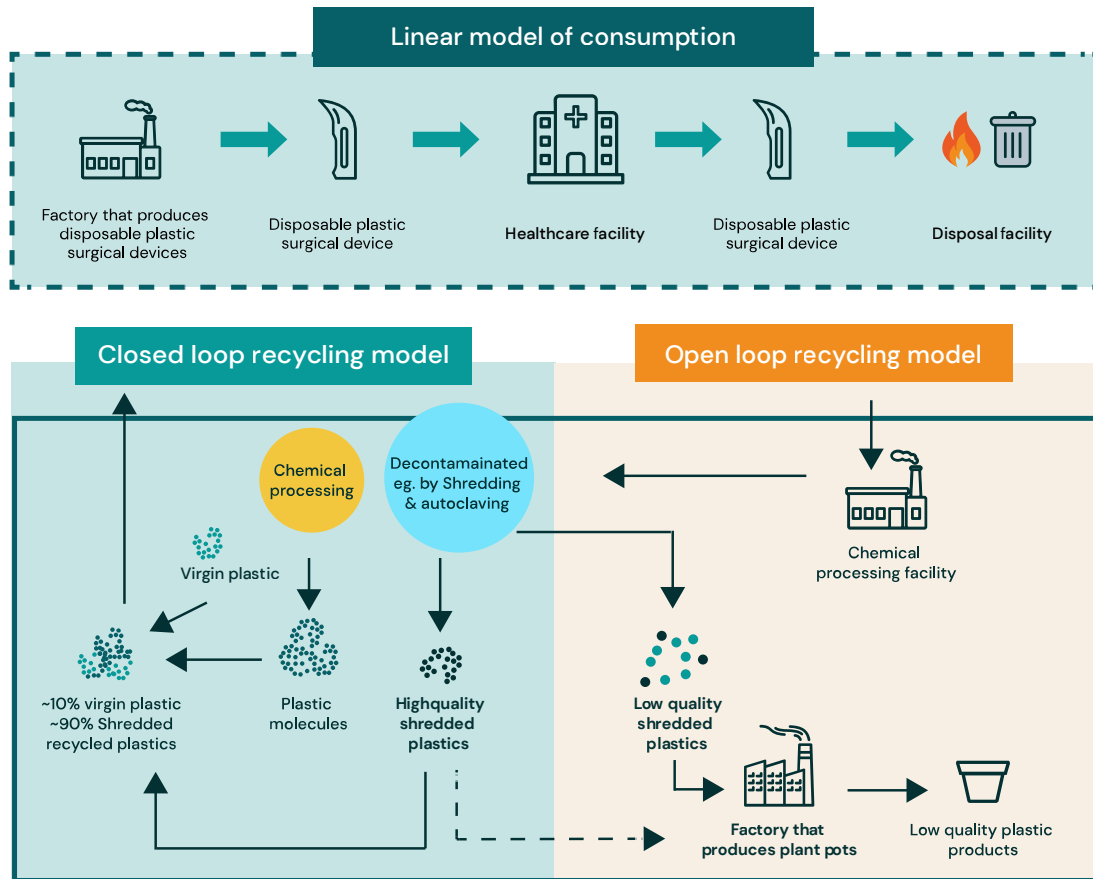 Linear model of consumption
Factory that produces
disposable plastic
surgical devices
Disposable plastic
surgical device
Healthcare facility
Disposable plastic
surgical device
Disposal facility
Closed loop recycling model
Open loop recycling model
Chemical
processing
Decontamainated
eg. by Shredding
& autoclaving
Chemical
processing facility
Virgin plastic
~10% virgin plastic
~90% Shredded
recycled plastics
Plastic
molecules
Highquality
shredded
plastics
Low quality
shredded
plastics
Factory that
produces plant pots
Low quality plastic
products